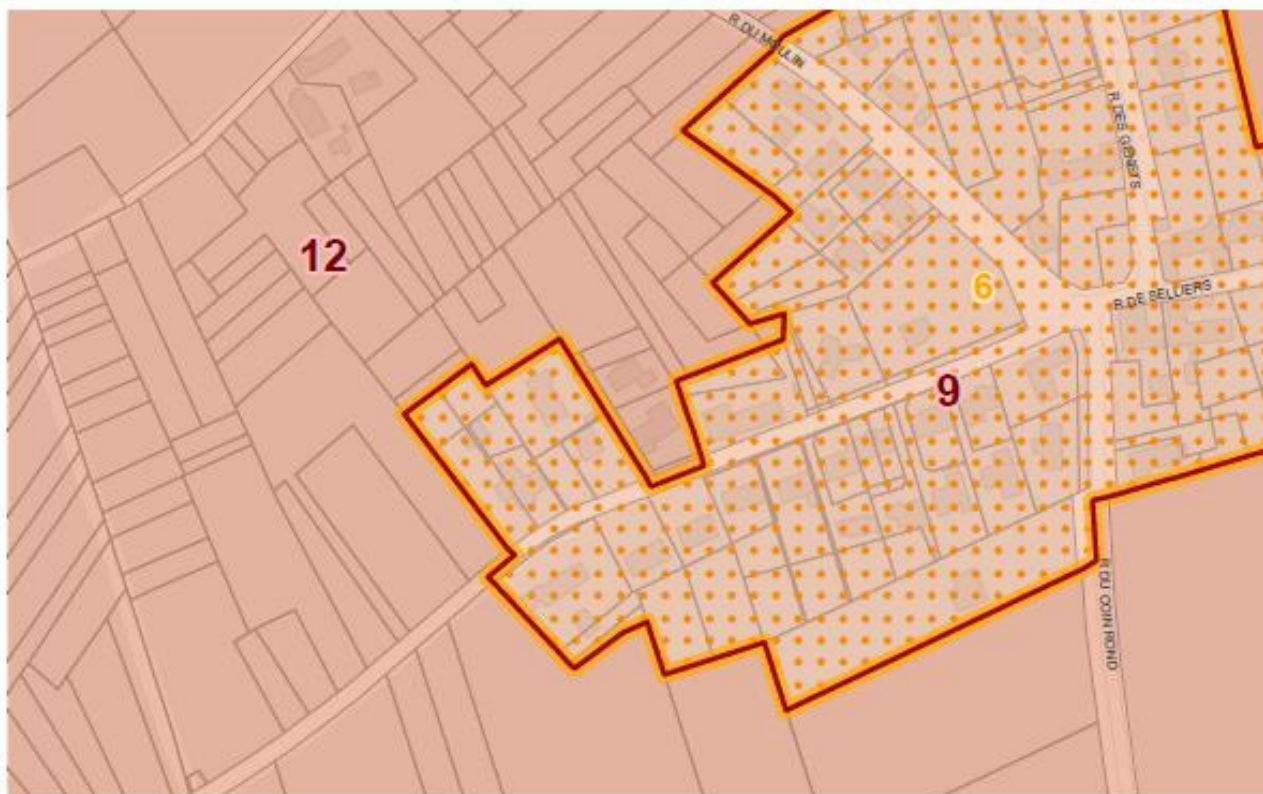 R. DU MOULIN
R. DES GENETS
12
6
R. DE SELLIERS
9
R. DU COIN ROND